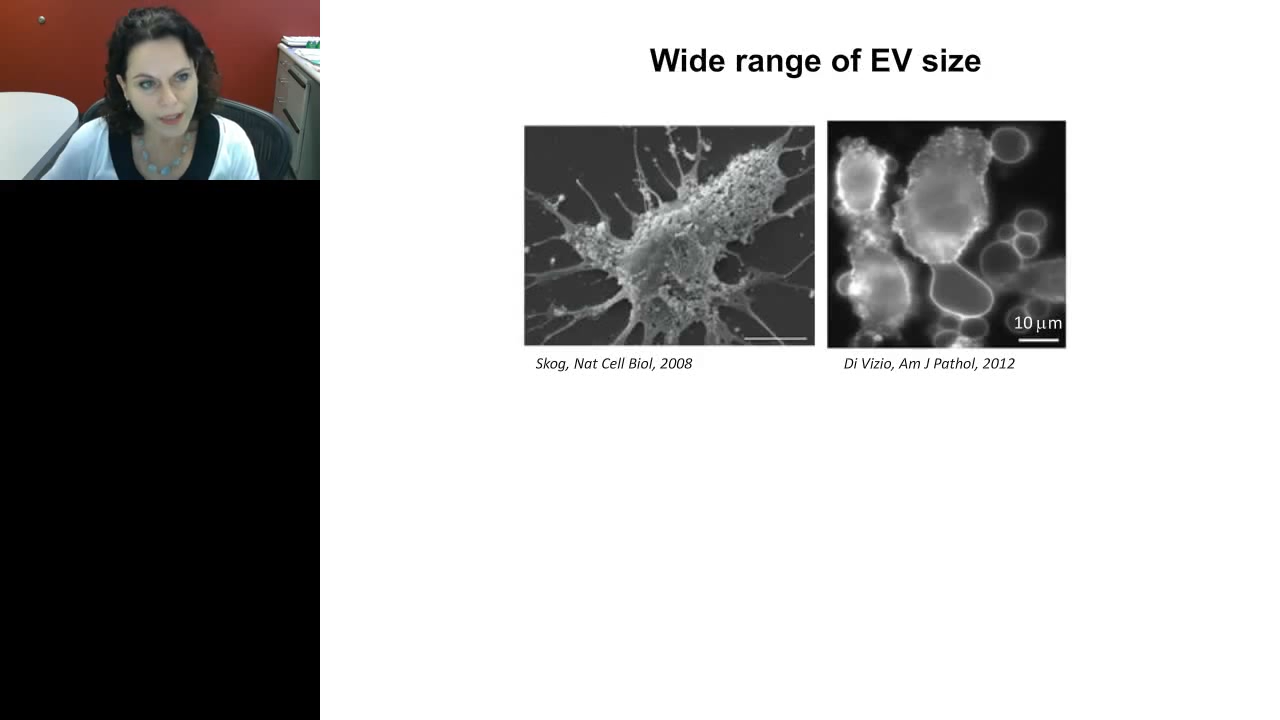 Wide range of EV size
10 μm
Skog, Nat Cell Biol, 2008
Di Vizio, Am J Pathol, 2012